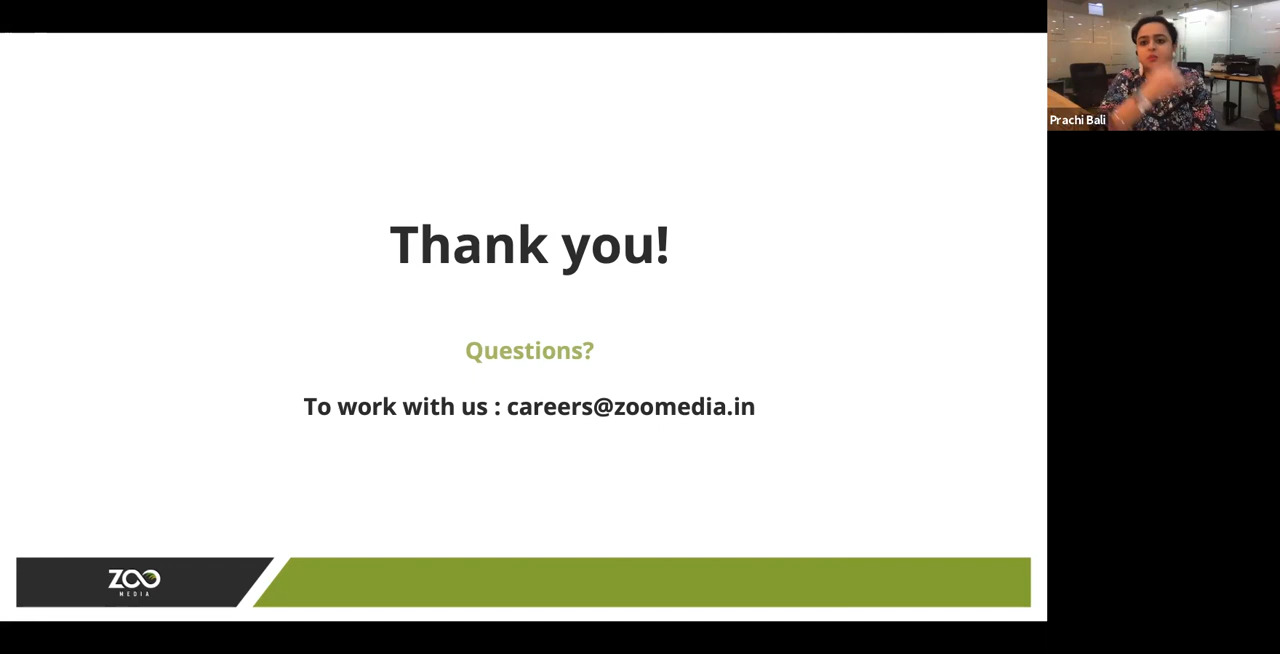 Thank you!
Questions?
To work with us : careers@zoomedia.in
ZOO
MEDIA
Prachi Bali